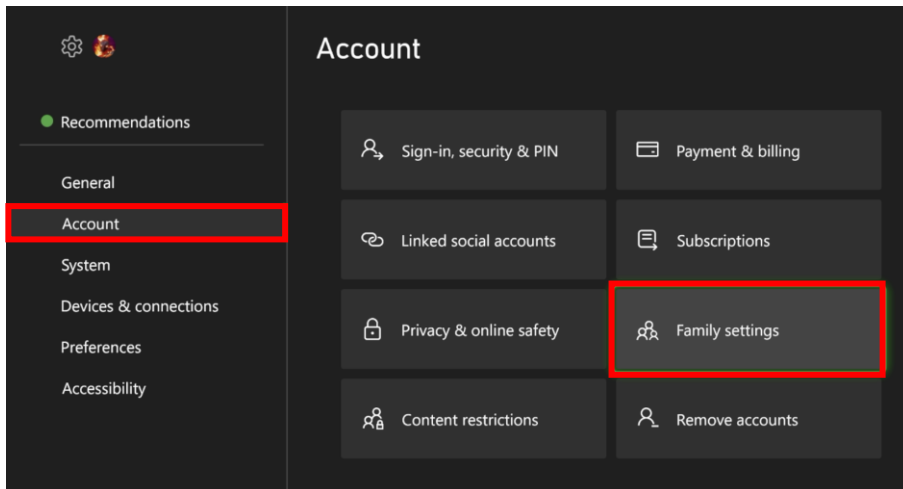 Account
Recommendations
General
Account
System
Devices & connections
Preferences
Accessibility
Sign-in, security & PIN
Payment & billing
Linked social accounts
Subscriptions
Privacy & online safety
Family settings
Content restrictions
Remove accounts